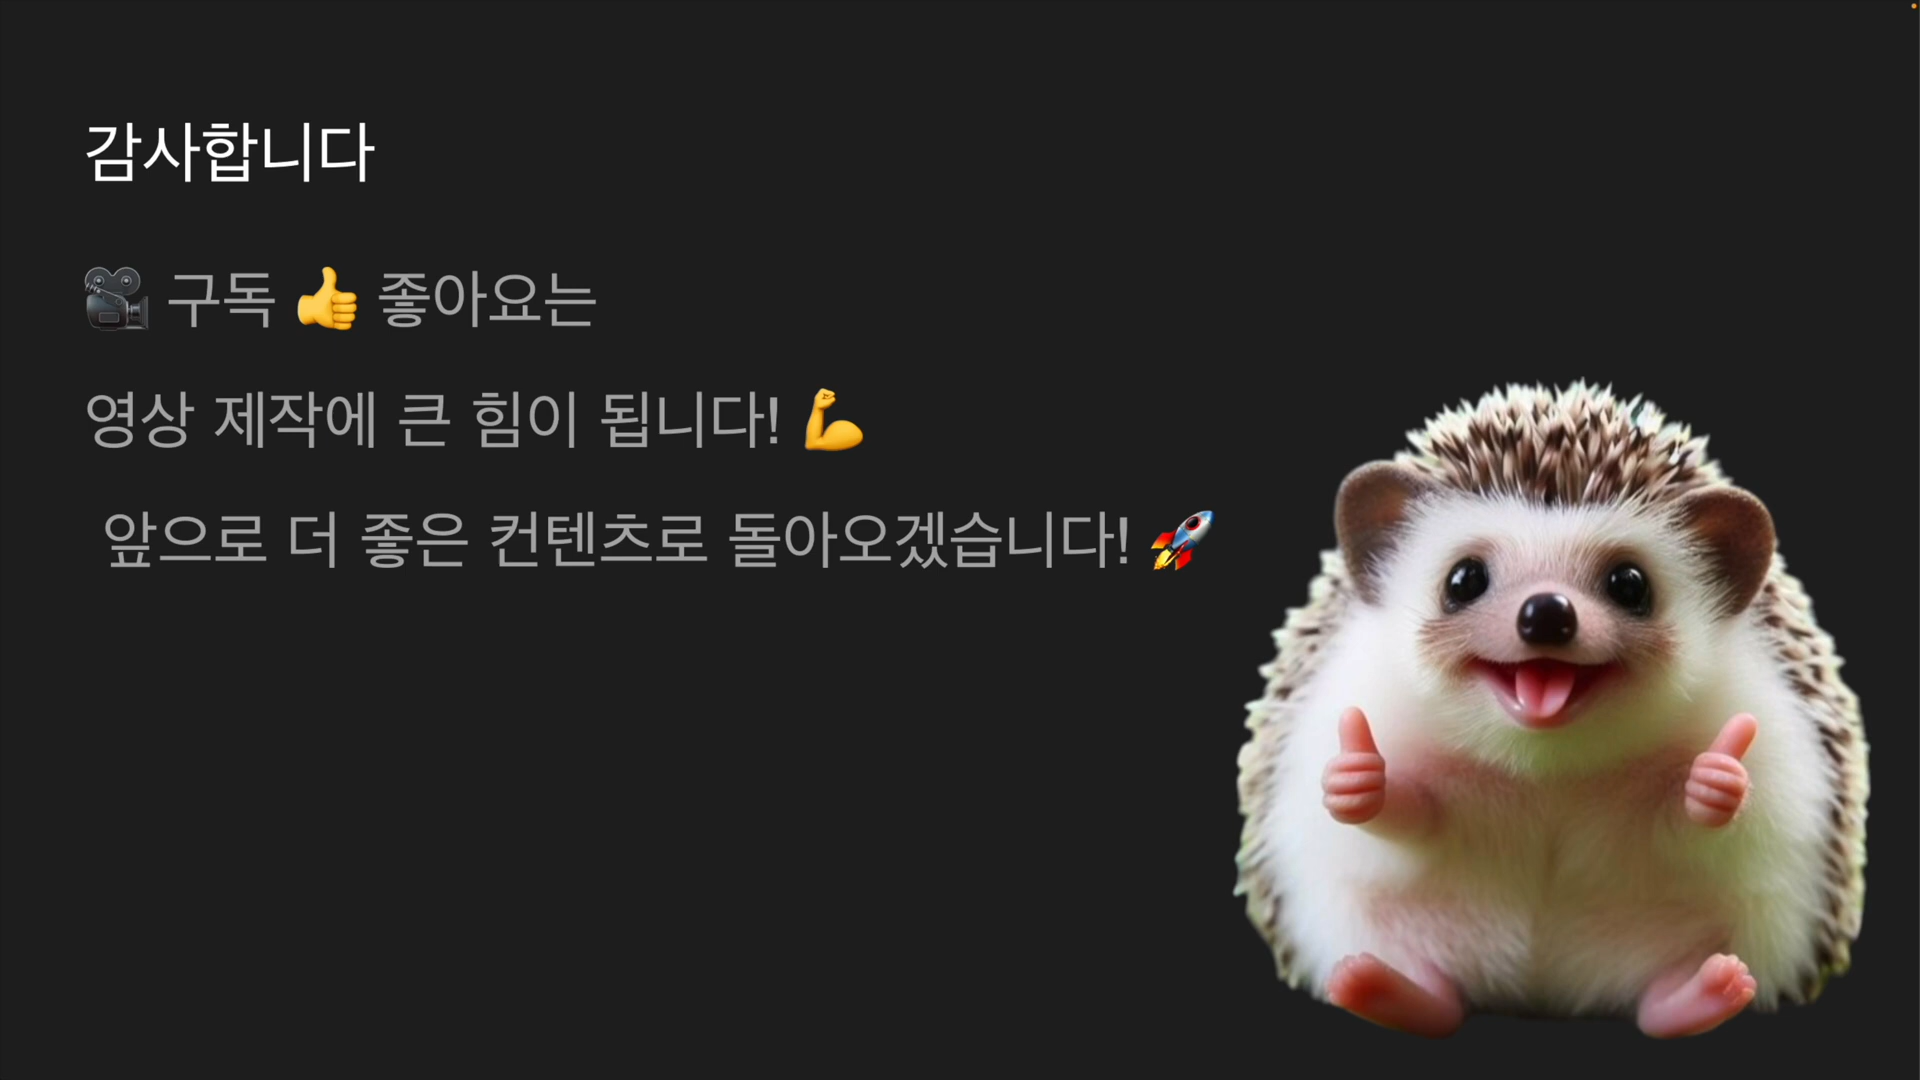 감사합니다
🎥 구독 👍 좋아요는
영상 제작에 큰 힘이 됩니다! 💪
앞으로 더 좋은 컨텐츠로 돌아오겠습니다! 🚀